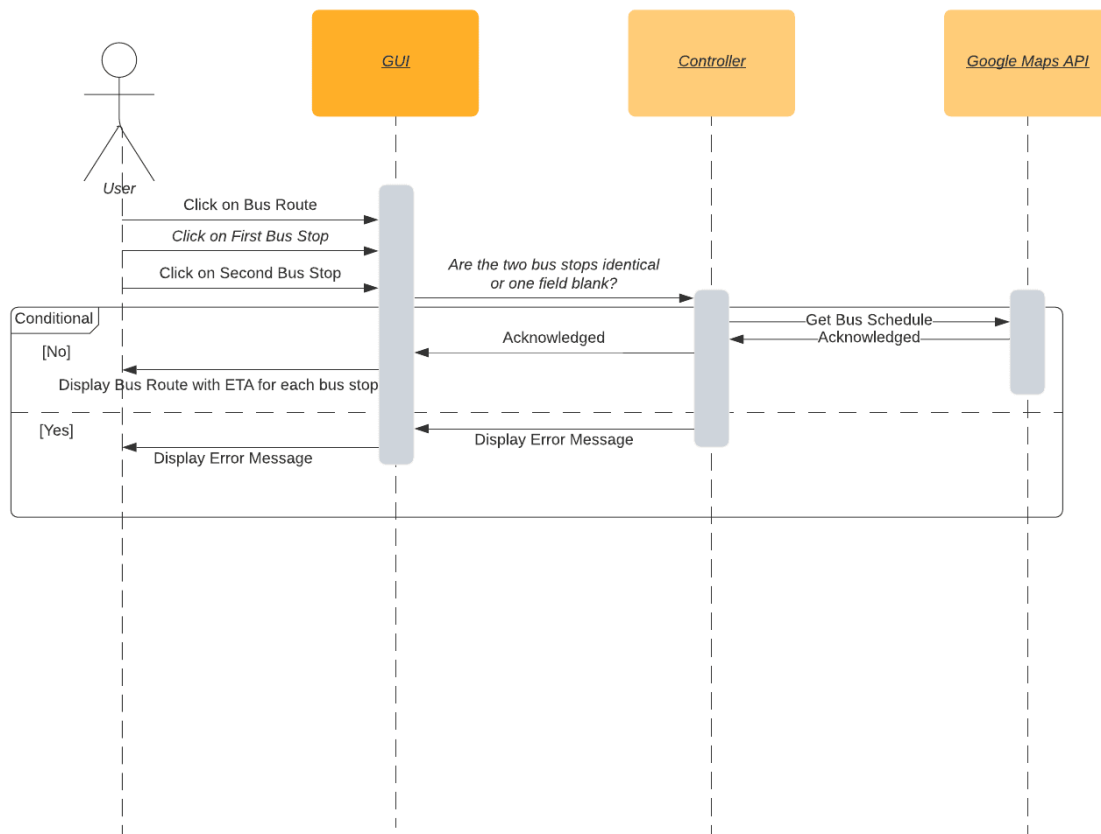 GUI
Controller
Google Maps API
User
Click on Bus Route
Click on First Bus Stop
Click on Second Bus Stop
Are the two bus stops identical
or one field blank?
Conditional
Get Bus Schedule
[No]
Acknowledged
Acknowledged
Display Bus Route with ETA for each bus stop
[Yes]
Display Error Message
Display Error Message